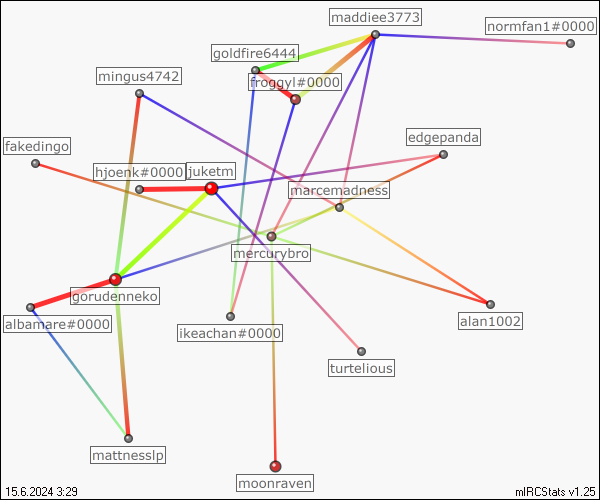 maddiee3773
normfan1#0000
goldfire6444
mingus4742
froggyl#0000
edgepanda
fakedingo
hjoenk#0000
juketm
marcemadness
mercurybro
gorudenneko
albamare#0000
ikeachan#0000
alan1002
turtelious
mattnesslp
moonraven
15.6.2024 3:29
mIRCStats v1.25